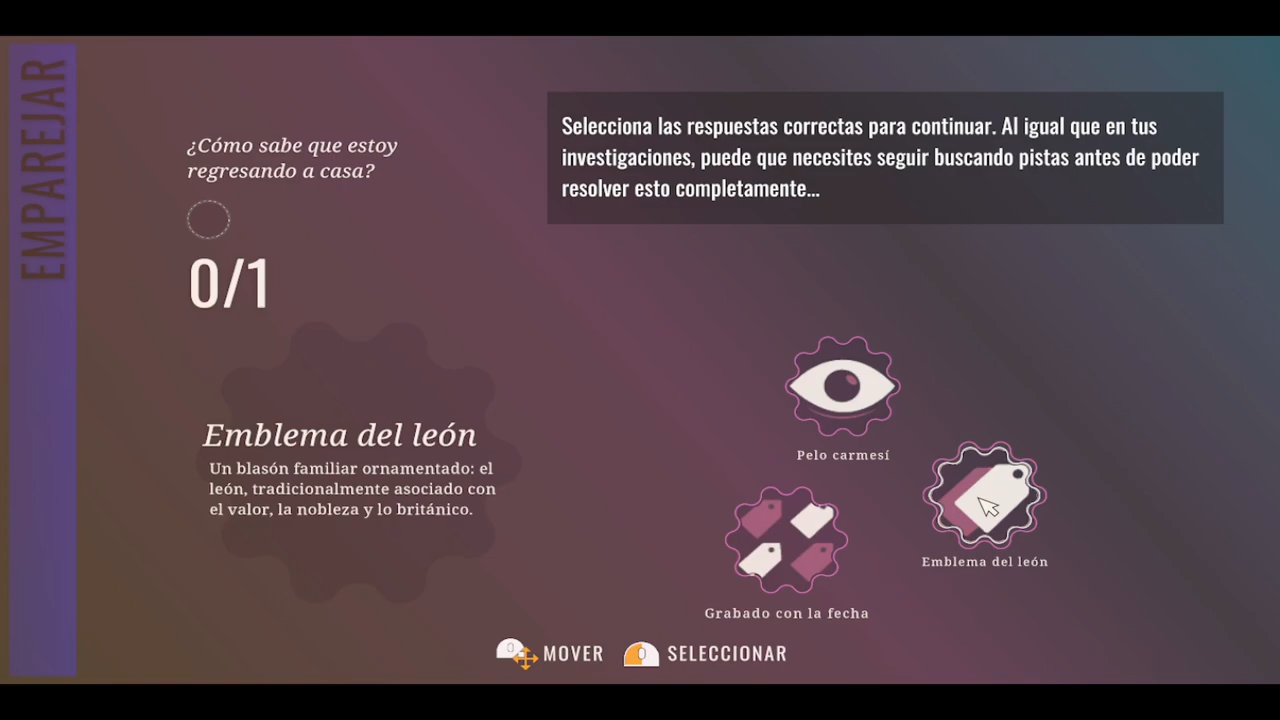 EMPAREJAR
¿Cómo sabe que estoy
regresando a casa?
0/1
Selecciona las respuestas correctas para continuar. Al igual que en tus
investigaciones, puede que necesites seguir buscando pistas antes de poder
resolver esto completamente...
Emblema del león
Un blasón familiar ornamentado: el
león, tradicionalmente asociado con
el valor, la nobleza y lo británico.
Pelo carmesí
Emblema del león
Grabado con la fecha
MOVER
SELECCIONAR